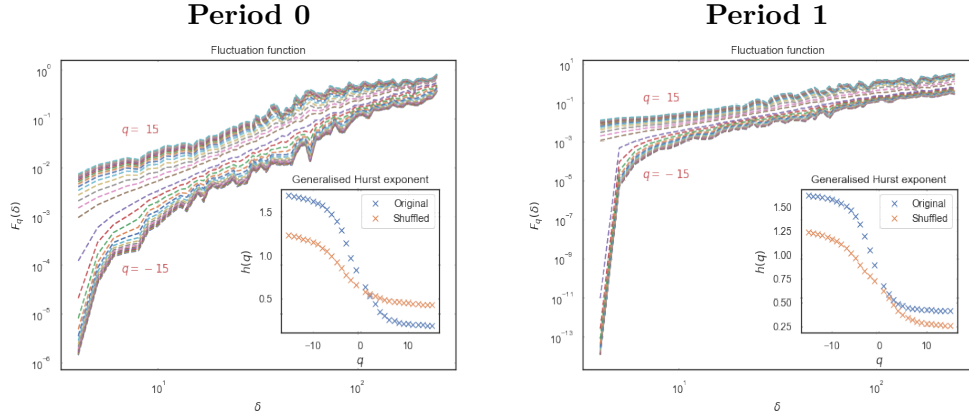 Period 0
Period 1
Fluctuation function
Fluctuation function
10^0
10^-1
10^-2
10^-3
10^-4
10^-5
10^-6
F_q(δ)
q = 15
q = −15
Generalised Hurst exponent
Original
Shuffled
1.5
1.0
0.5
h(q)
−10
0
10
q
10^1
10^2
δ
10^1
10^-1
10^-3
10^-5
10^-7
10^-9
10^-11
10^-13
F_q(δ)
q = 15
q = −15
Generalised Hurst exponent
Original
Shuffled
1.50
1.25
1.00
0.75
0.50
0.25
h(q)
−10
0
10
q
10^1
10^2
δ